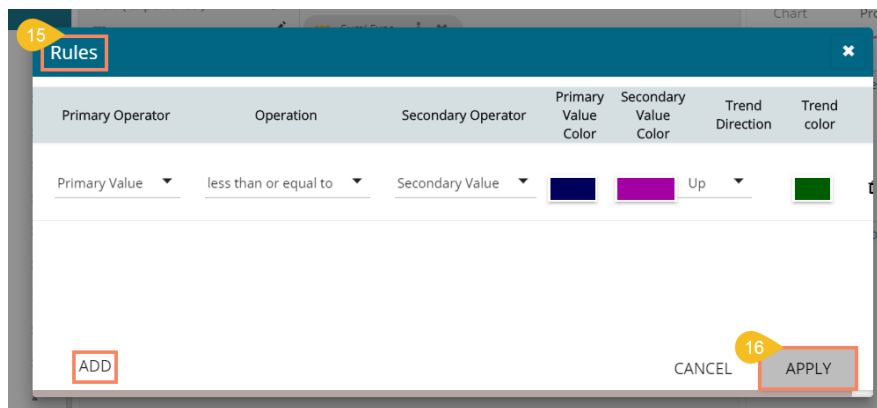 Chart
15
Rules
Primary Operator Operation Secondary Operator Primary Value Color Secondary Value Color Trend Direction Trend color
Primary Value less than or equal to Secondary Value Up
ADD
CANCEL
16
APPLY